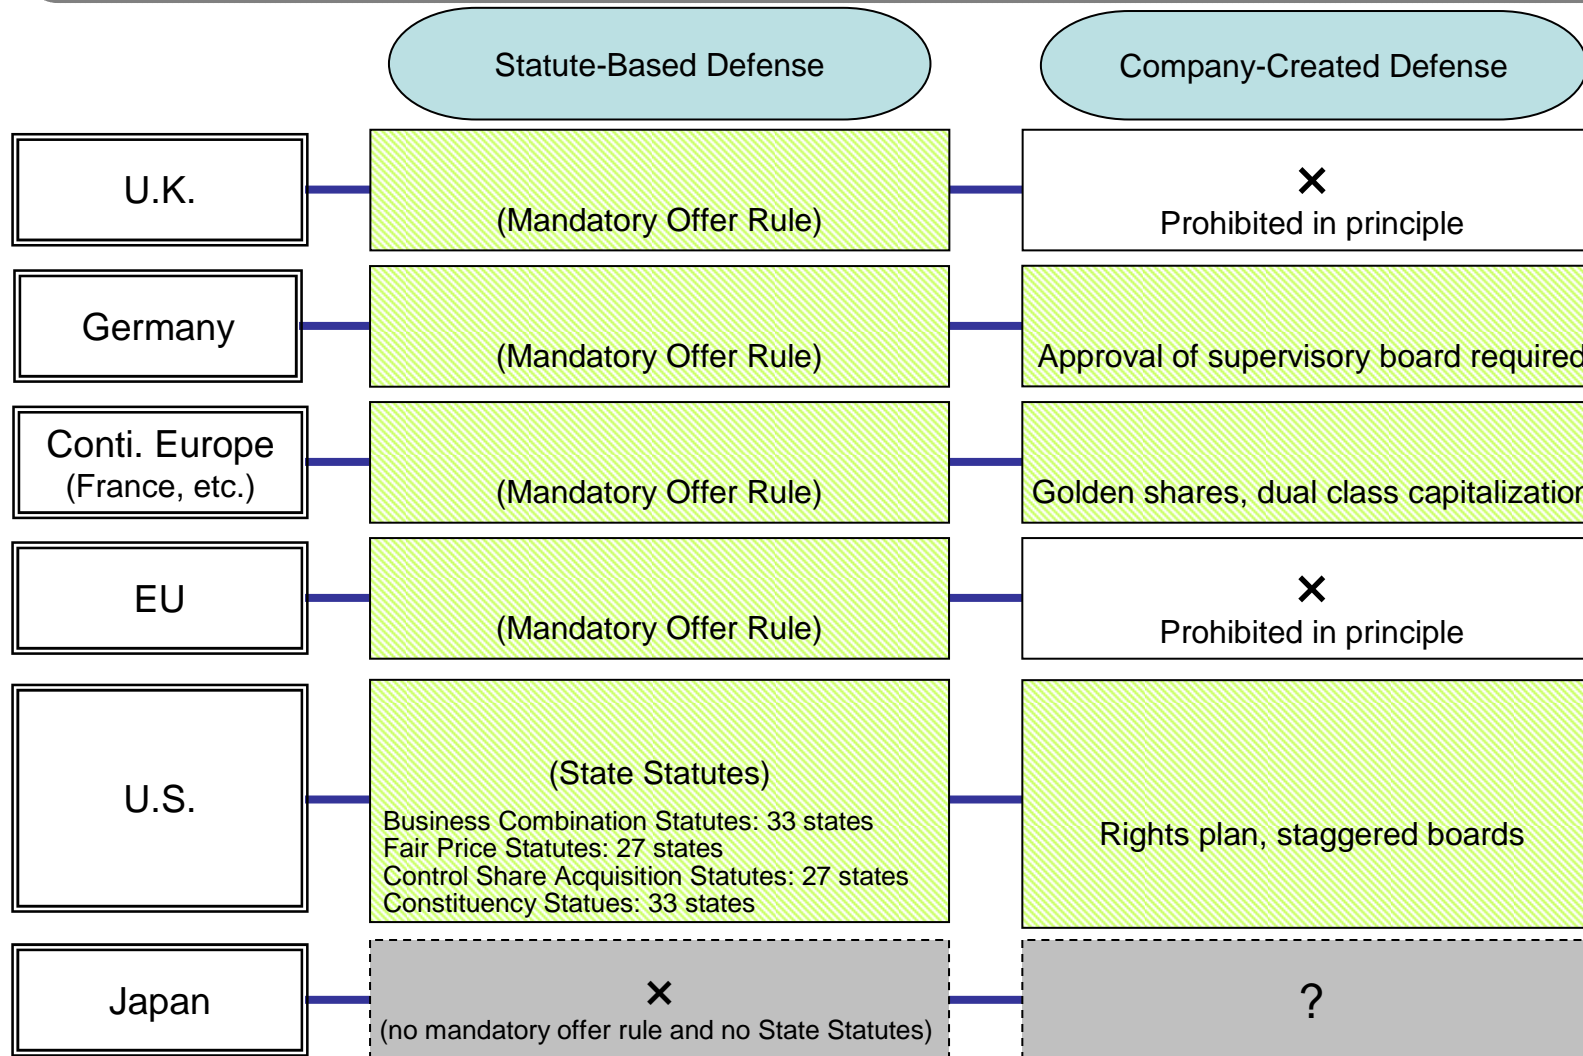 Statute-Based Defense
Company-Created Defense
U.K.
(Mandatory Offer Rule)
×
Prohibited in principle
Germany
(Mandatory Offer Rule)
Approval of supervisory board required
Conti. Europe
(France, etc.)
(Mandatory Offer Rule)
Golden shares, dual class capitalization
EU
(Mandatory Offer Rule)
×
Prohibited in principle
U.S.
(State Statutes)
Business Combination Statutes: 33 states
Fair Price Statutes: 27 states
Control Share Acquisition Statutes: 27 states
Constituency Statues: 33 states
Rights plan, staggered boards
Japan
×
(no mandatory offer rule and no State Statutes)
?